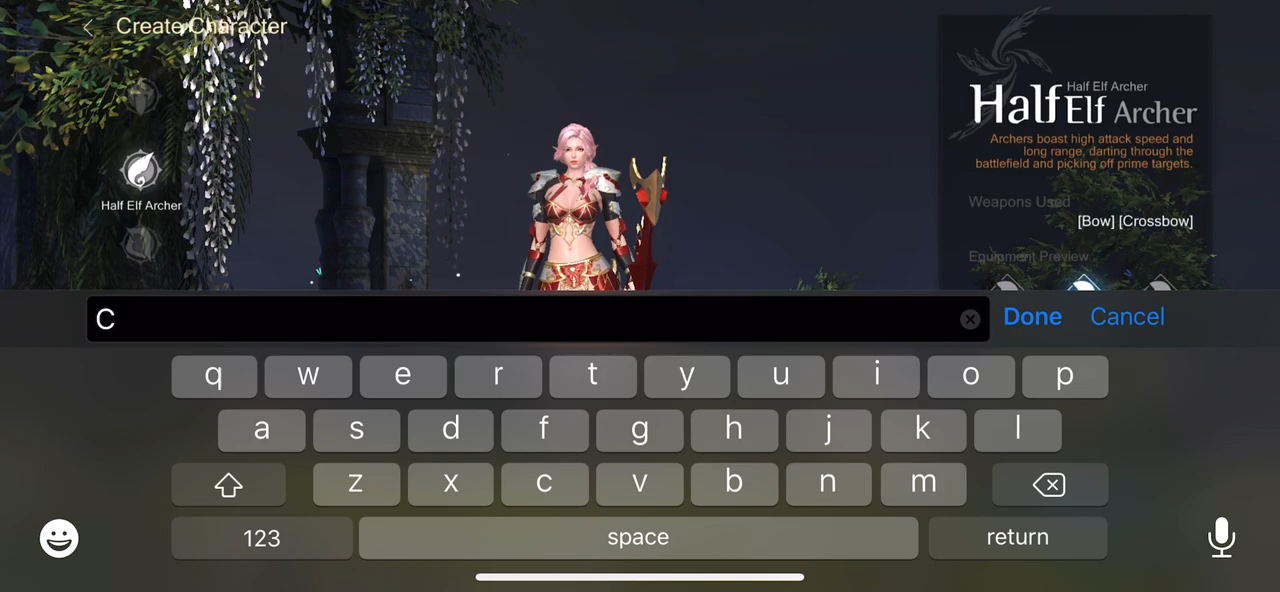 Create Character
Half Elf Archer
Half Elf Archer
Half Elf Archer
Archers boast high attack speed and
long range, darting through the
battlefield and picking off prime targets.
Weapons Used
[Bow] [Crossbow]
Equipment Preview
C
Done
Cancel
q w e r t y u i o p
a s d f g h j k l
z x c v b n m
123
space
return